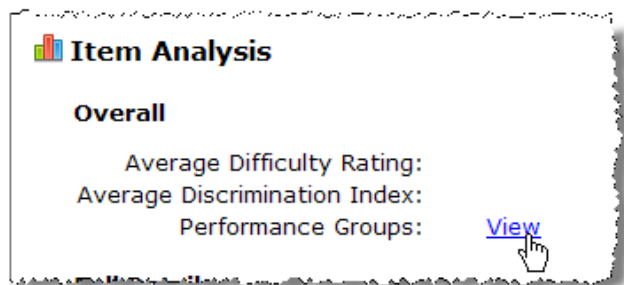 Item Analysis
Overall
Average Difficulty Rating:
Average Discrimination Index:
Performance Groups: View